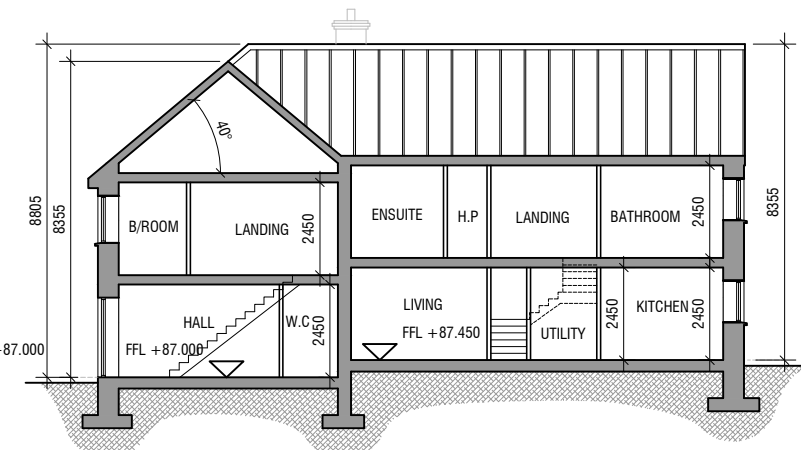 40°
8805
8355
B/ROOM
LANDING
2450
ENSUITE
H.P
LANDING
BATHROOM
2450
8355
HALL
W.C
2450
FFL +87.000
LIVING
FFL +87.450
UTILITY
2450
KITCHEN
2450
+87.000